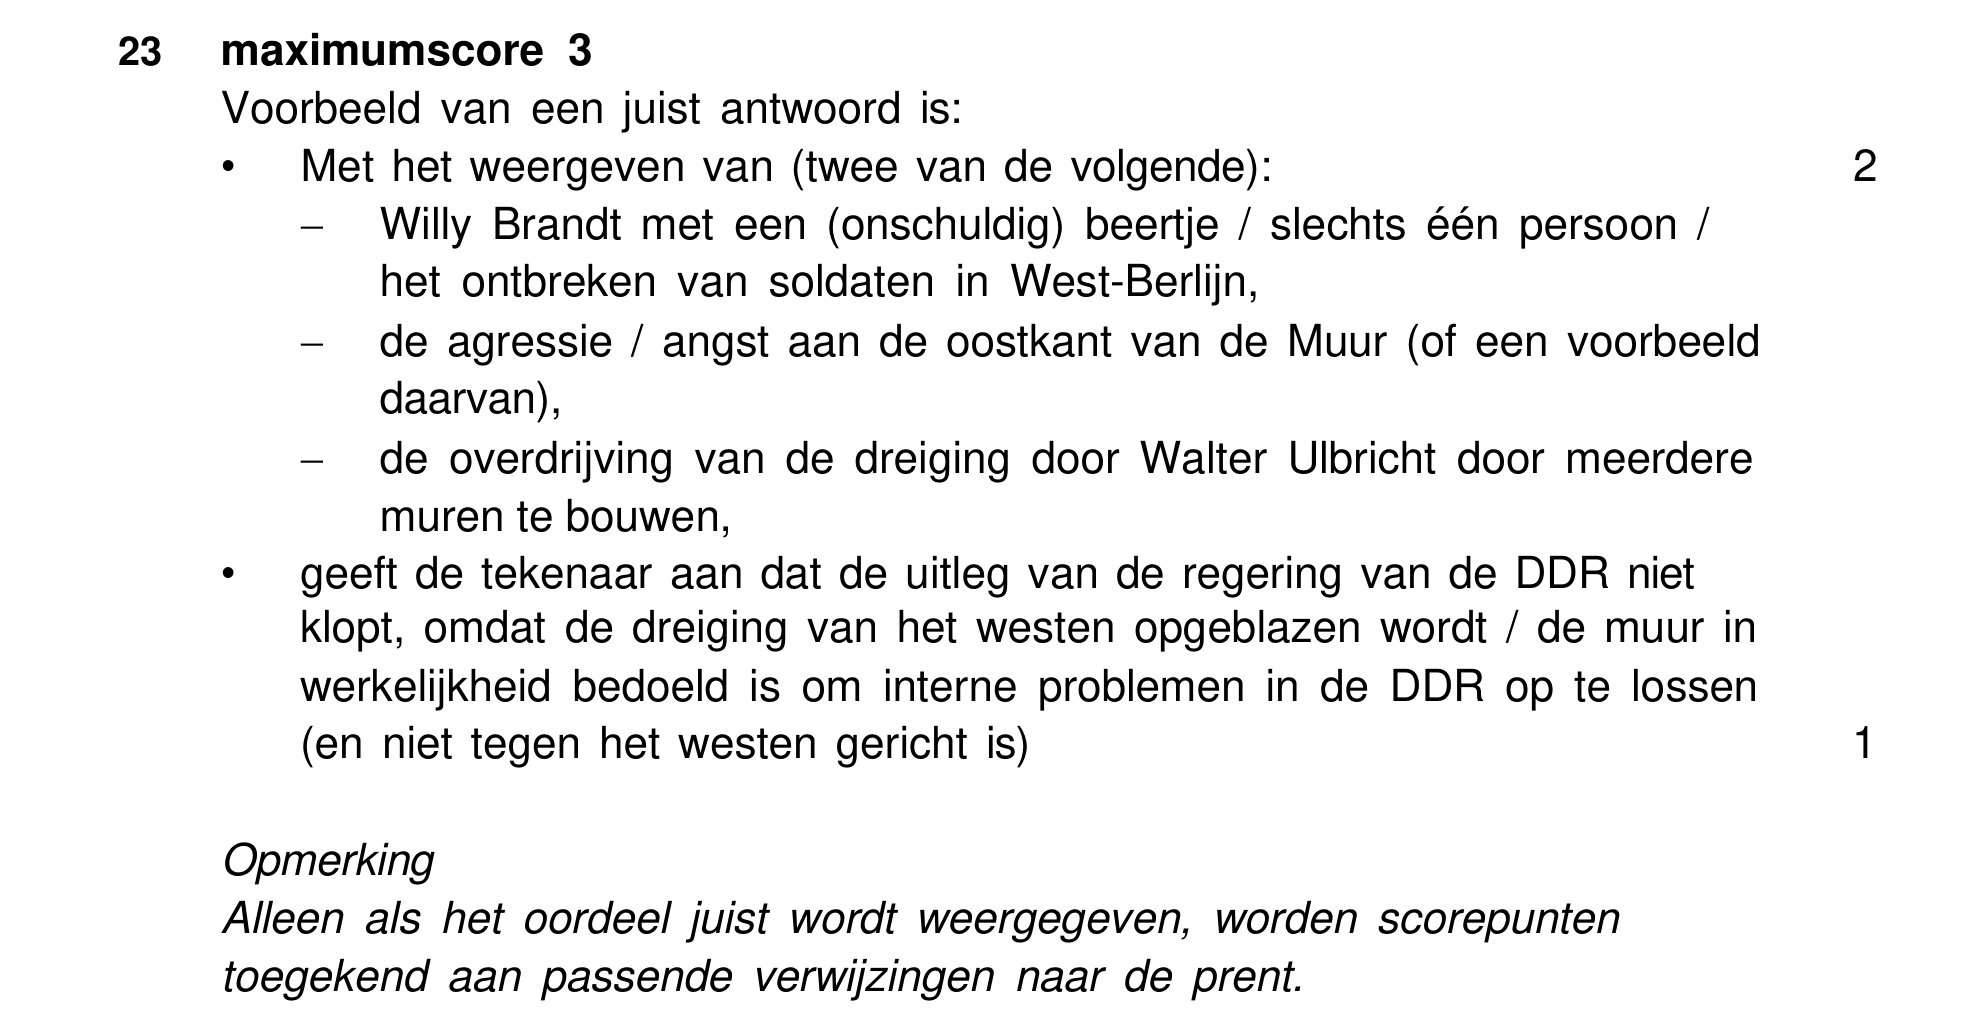 23 maximumscore 3
Voorbeeld van een juist antwoord is:
• Met het weergeven van (twee van de volgende): 2
− Willy Brandt met een (onschuldig) beertje / slechts één persoon /
het ontbreken van soldaten in West-Berlijn,
− de agressie / angst aan de oostkant van de Muur (of een voorbeeld
daarvan),
− de overdrijving van de dreiging door Walter Ulbricht door meerdere
muren te bouwen,
• geeft de tekenaar aan dat de uitleg van de regering van de DDR niet
klopt, omdat de dreiging van het westen opgeblazen wordt / de muur in
werkelijkheid bedoeld is om interne problemen in de DDR op te lossen
(en niet tegen het westen gericht is) 1
Opmerking
Alleen als het oordeel juist wordt weergegeven, worden scorepunten
toegekend aan passende verwijzingen naar de prent.